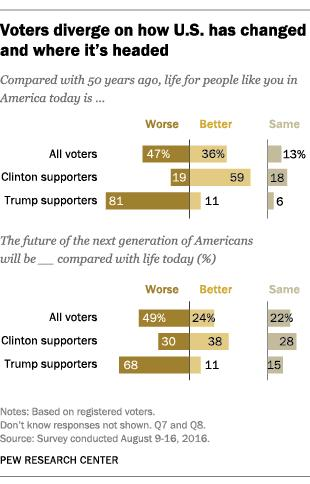 Voters diverge on how U.S. has changed
and where it's headed
Compared with 50 years ago, life for people like you in
America today is ...
Worse Better Same
All voters 47% 36% 13%
Clinton supporters 19 59 18
Trump supporters 81 11 6
The future of the next generation of Americans
will be __ compared with life today (%)
Worse Better Same
All voters 49% 24% 22%
Clinton supporters 30 38 28
Trump supporters 68 11 15
Notes: Based on registered voters.
Don't know responses not shown. Q7 and Q8.
Source: Survey conducted August 9-16, 2016.
PEW RESEARCH CENTER